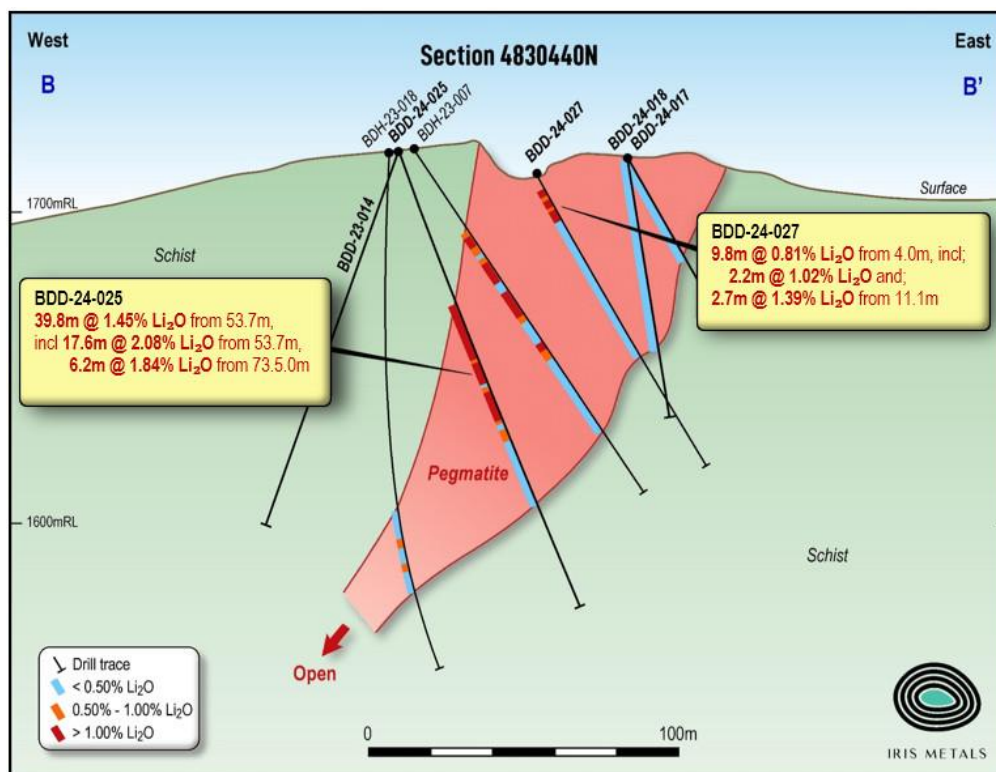 West
East
Section 4830440N
B
B'
BDH-23-018
BDD-24-025
BDH-23-007
BDD-24-027
BDD-24-018
BDD-24-017
BDD-23-014
Surface
1700mRL
Schist
BDD-24-027
9.8m @ 0.81% Li₂O from 4.0m, incl;
2.2m @ 1.02% Li₂O and;
2.7m @ 1.39% Li₂O from 11.1m
BDD-24-025
39.8m @ 1.45% Li₂O from 53.7m,
incl 17.6m @ 2.08% Li₂O from 53.7m,
6.2m @ 1.84% Li₂O from 73.5.0m
Pegmatite
1600mRL
Schist
Open
Drill trace
< 0.50% Li₂O
0.50% - 1.00% Li₂O
> 1.00% Li₂O
0
100m
IRIS METALS